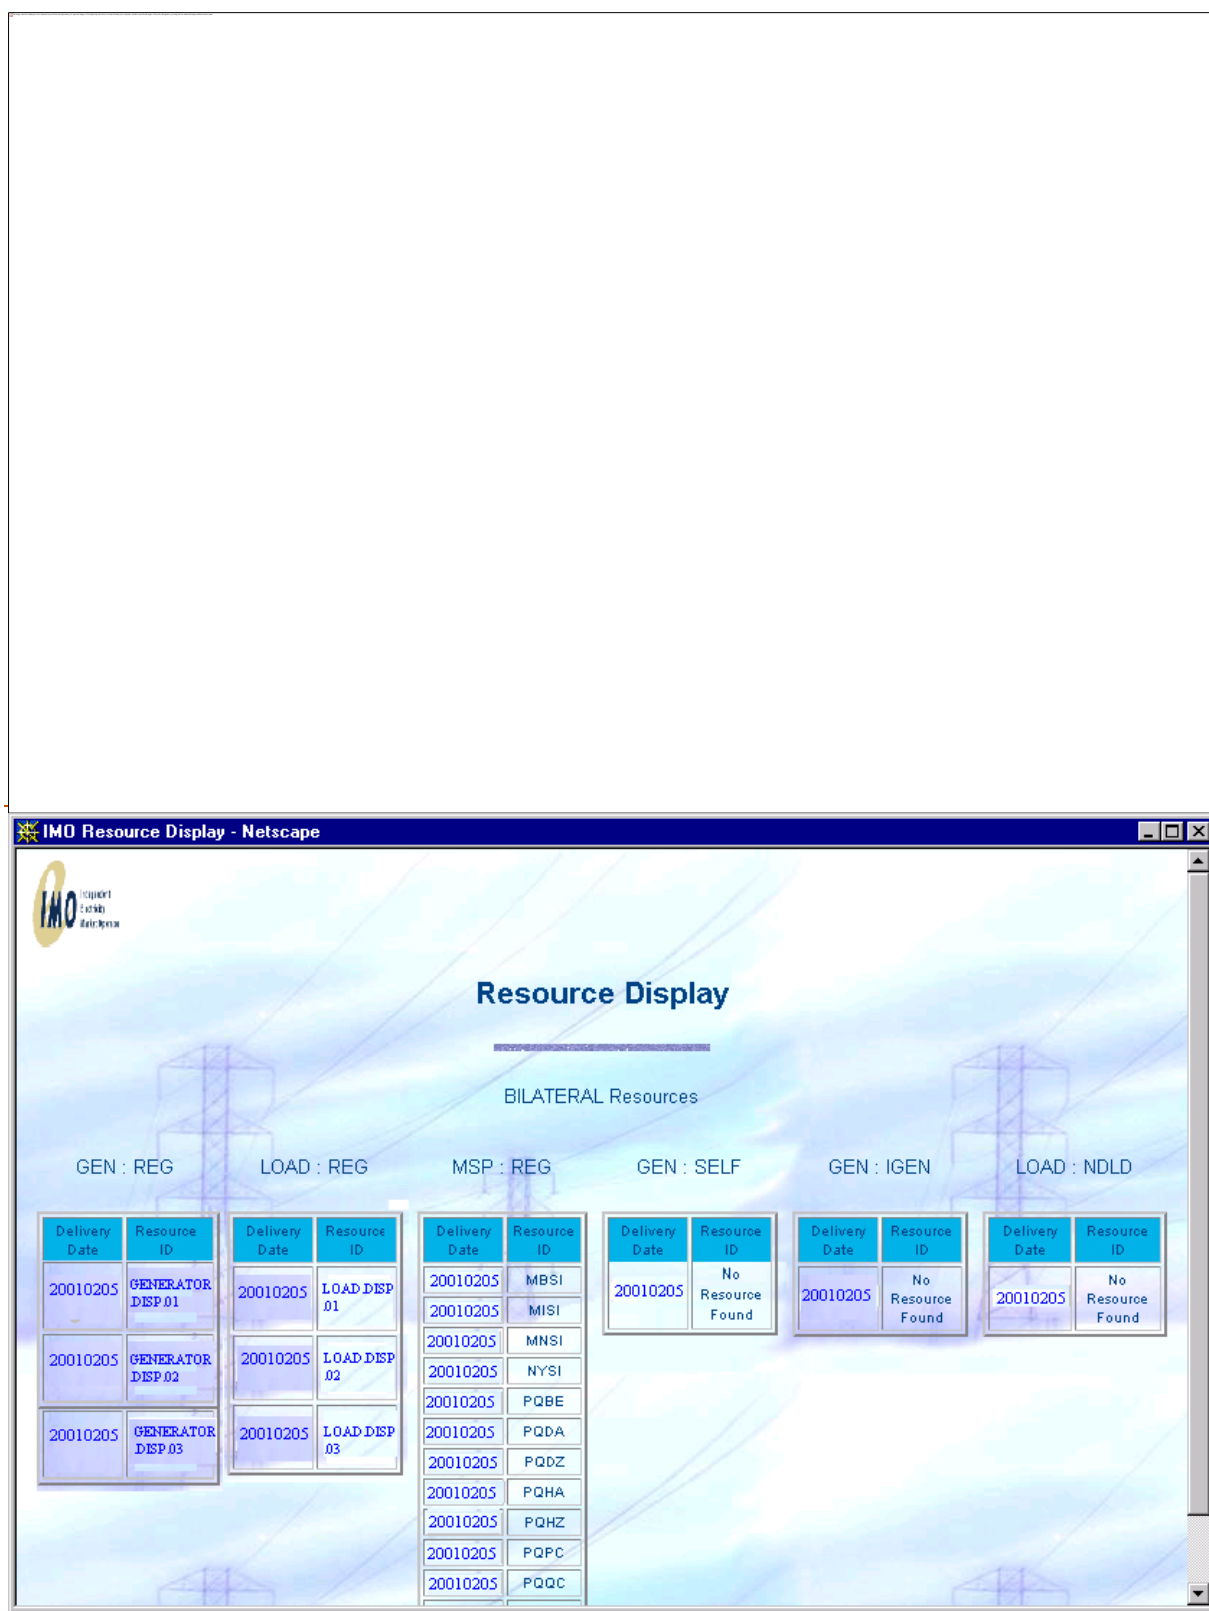 IMO Resource Display - Netscape
IMO
Resource Display
BILATERAL Resources
GEN : REG
Delivery Date Resource ID
20010205 GENERATOR DISP.01
20010205 GENERATOR DISP.02
20010205 GENERATOR DISP.03
LOAD : REG
Delivery Date Resource ID
20010205 LOAD.DISP .01
20010205 LOAD.DISP .02
20010205 LOAD.DISP .03
MSP : REG
Delivery Date Resource ID
20010205 MBSI
20010205 MISI
20010205 MNSI
20010205 NYSI
20010205 PQBE
20010205 PQDA
20010205 PQDZ
20010205 PQHA
20010205 PQHZ
20010205 PQPC
20010205 PQQC
GEN : SELF
Delivery Date Resource ID
20010205 No Resource Found
GEN : IGEN
Delivery Date Resource ID
20010205 No Resource Found
LOAD : NDLD
Delivery Date Resource ID
20010205 No Resource Found